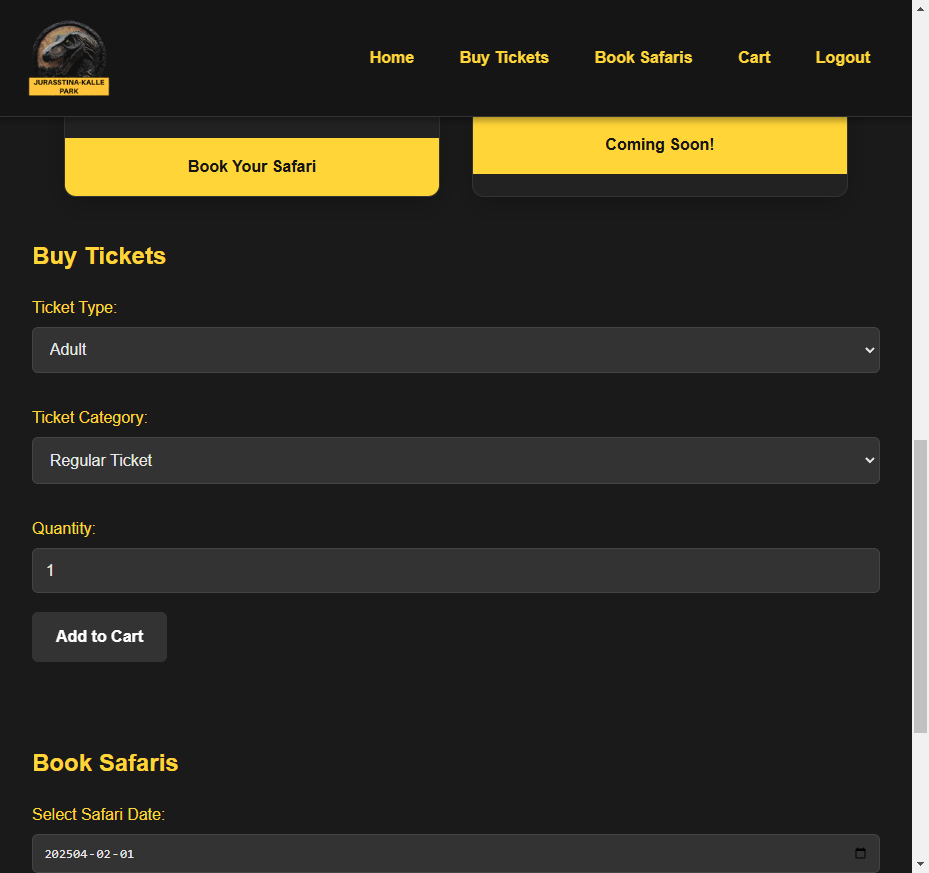 JURASSTINA-KALLE
PARK
Home
Buy Tickets
Book Safaris
Cart
Logout
Book Your Safari
Coming Soon!
Buy Tickets
Ticket Type:
Adult
Ticket Category:
Regular Ticket
Quantity:
1
Add to Cart
Book Safaris
Select Safari Date:
202504-02-01